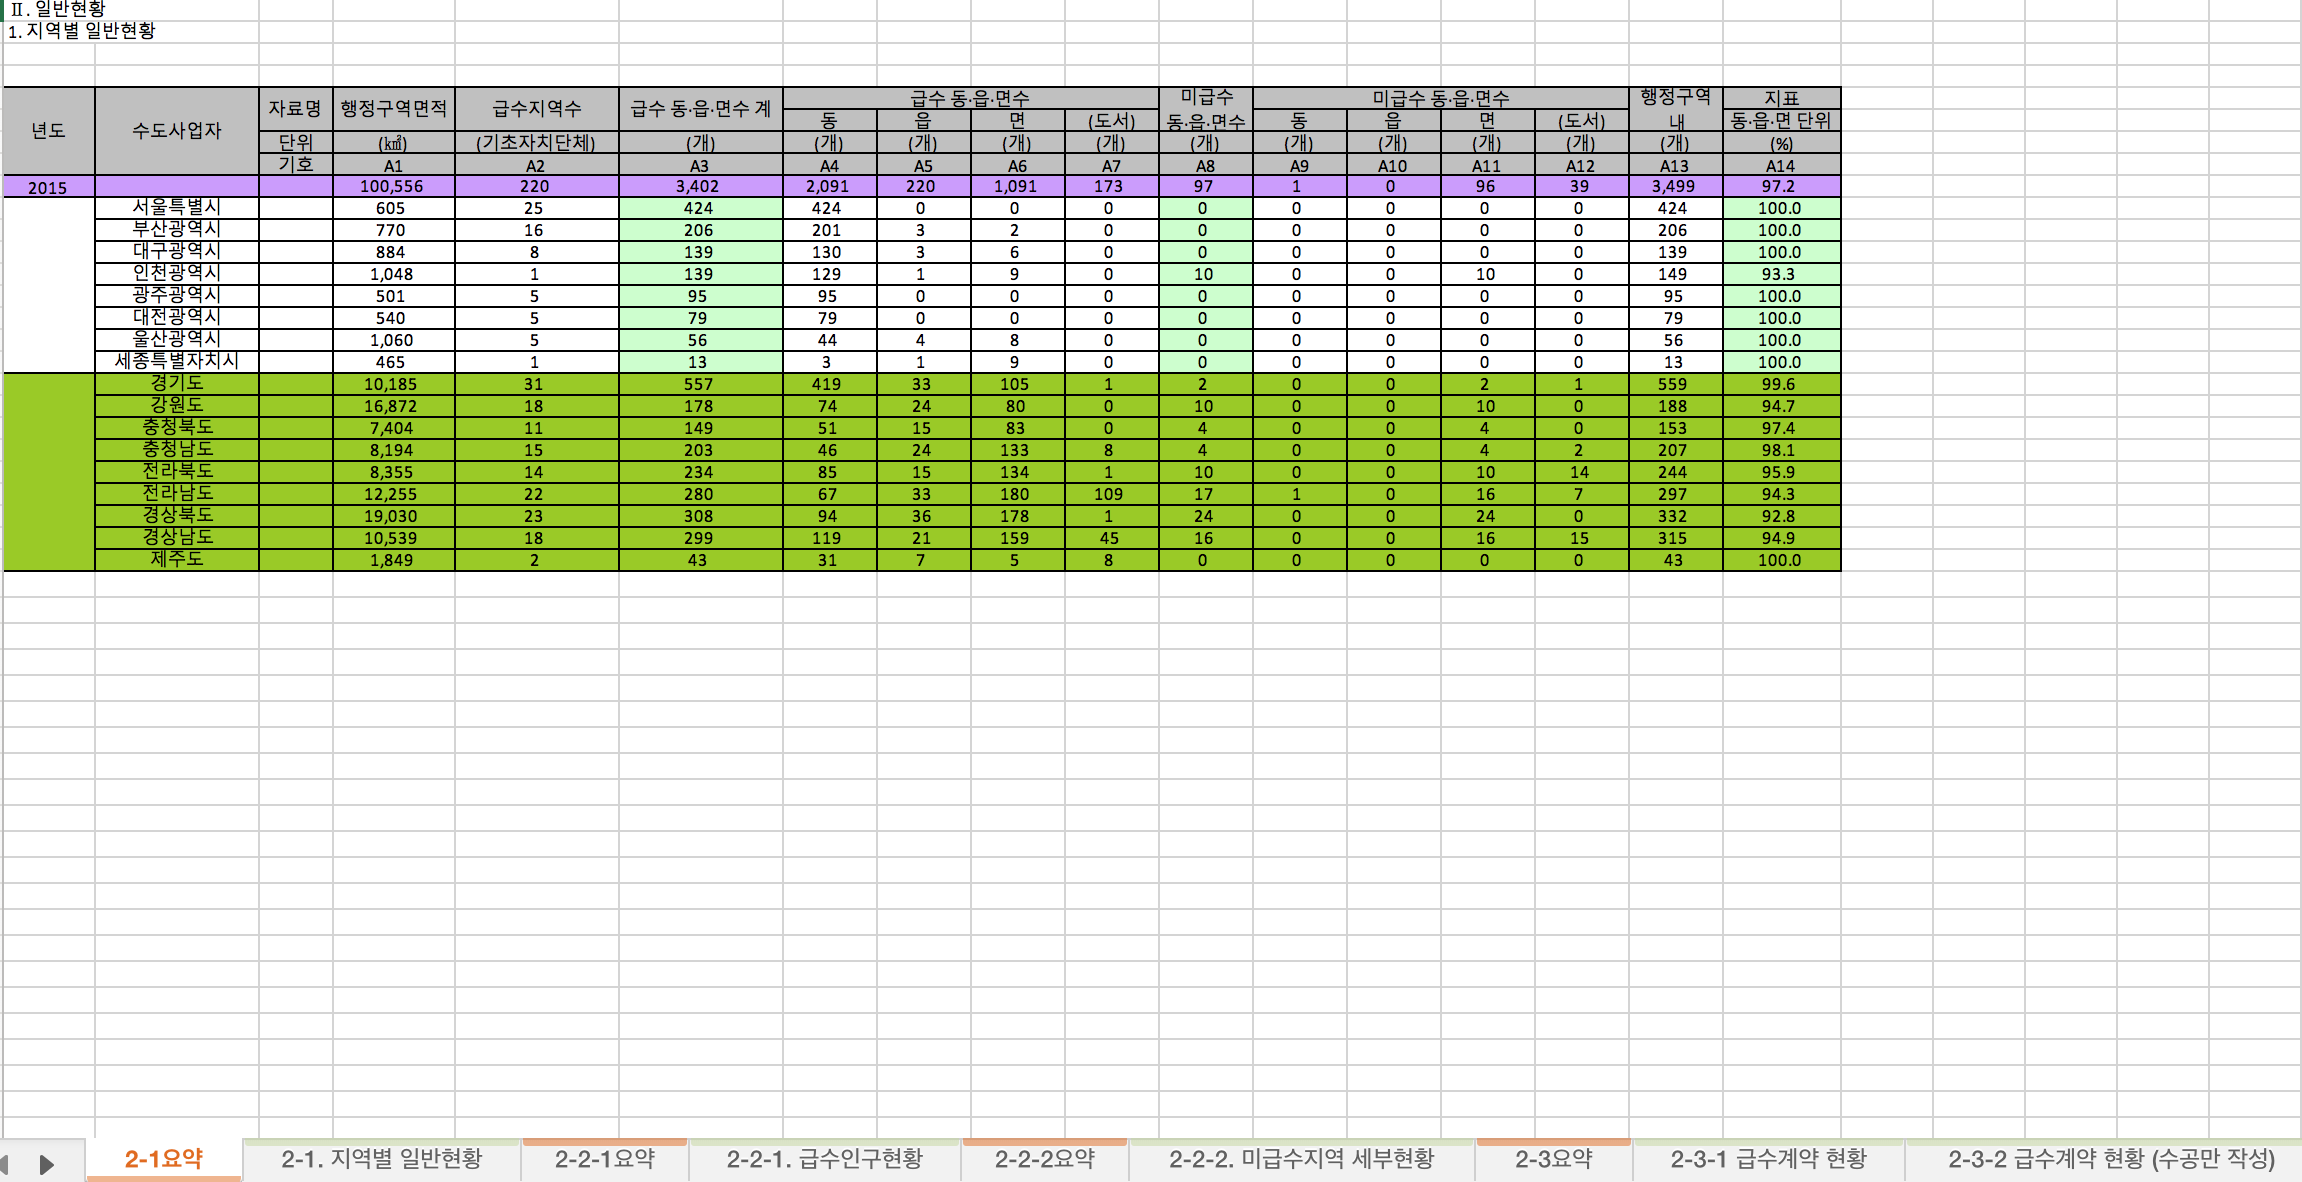 Ⅱ. 일반현황
1. 지역별 일반현황
년도 수도사업자 자료명 행정구역면적 급수지역수 급수 동·읍·면수 계 급수 동·읍·면수 미급수 동·읍·면수 미급수 동·읍·면수 행정구역 내 지표
동 읍 면 (도서) 동 읍 면 (도서) 동·읍·면 단위
단위 (㎢) (기초자치단체) (개) (개) (개) (개) (개) (개) (개) (개) (개) (개) (개) (%)
기호 A1 A2 A3 A4 A5 A6 A7 A8 A9 A10 A11 A12 A13 A14
2015 100,556 220 3,402 2,091 220 1,091 173 97 1 0 96 39 3,499 97.2
서울특별시 605 25 424 424 0 0 0 0 0 0 0 0 424 100.0
부산광역시 770 16 206 201 3 2 0 0 0 0 0 0 206 100.0
대구광역시 884 8 139 130 3 6 0 0 0 0 0 0 139 100.0
인천광역시 1,048 1 139 129 1 9 0 10 0 0 10 0 149 93.3
광주광역시 501 5 95 95 0 0 0 0 0 0 0 0 95 100.0
대전광역시 540 5 79 79 0 0 0 0 0 0 0 0 79 100.0
울산광역시 1,060 5 56 44 4 8 0 0 0 0 0 0 56 100.0
세종특별자치시 465 1 13 3 1 9 0 0 0 0 0 0 13 100.0
경기도 10,185 31 557 419 33 105 1 2 0 0 2 1 559 99.6
강원도 16,872 18 178 74 24 80 0 10 0 0 10 0 188 94.7
충청북도 7,404 11 149 51 15 83 0 4 0 0 4 0 153 97.4
충청남도 8,194 15 203 46 24 133 8 4 0 0 4 2 207 98.1
전라북도 8,355 14 234 85 15 134 1 10 0 0 10 14 244 95.9
전라남도 12,255 22 280 67 33 180 109 17 1 0 16 7 297 94.3
경상북도 19,030 23 308 94 36 178 1 24 0 0 24 0 332 92.8
경상남도 10,539 18 299 119 21 159 45 16 0 0 16 15 315 94.9
제주도 1,849 2 43 31 7 5 8 0 0 0 0 0 43 100.0
2-1요약 2-1. 지역별 일반현황 2-2-1요약 2-2-1. 급수인구현황 2-2-2요약 2-2-2. 미급수지역 세부현황 2-3요약 2-3-1 급수계약 현황 2-3-2 급수계약 현황 (수공만 작성)